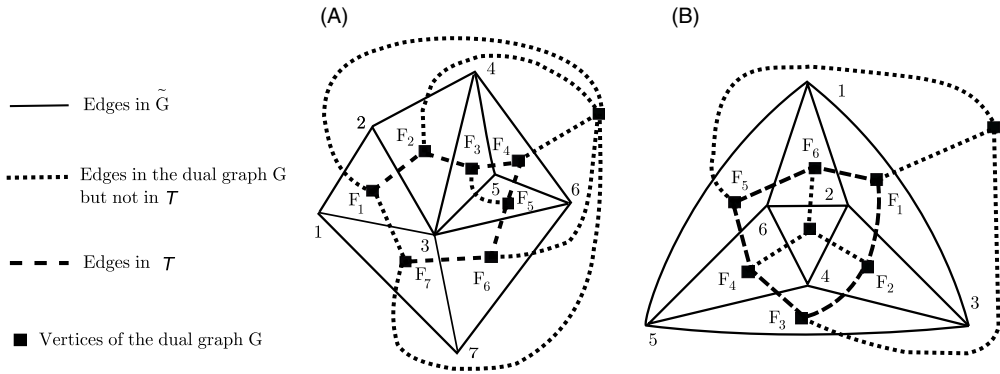 Edges in G̃
Edges in the dual graph G
but not in T
Edges in T
Vertices of the dual graph G
(A)
4
2
F2
F3
F4
F1
5
F5
6
1
3
F7
F6
7
(B)
1
F6
F5
F1
2
6
F4
4
F2
3
F3
5